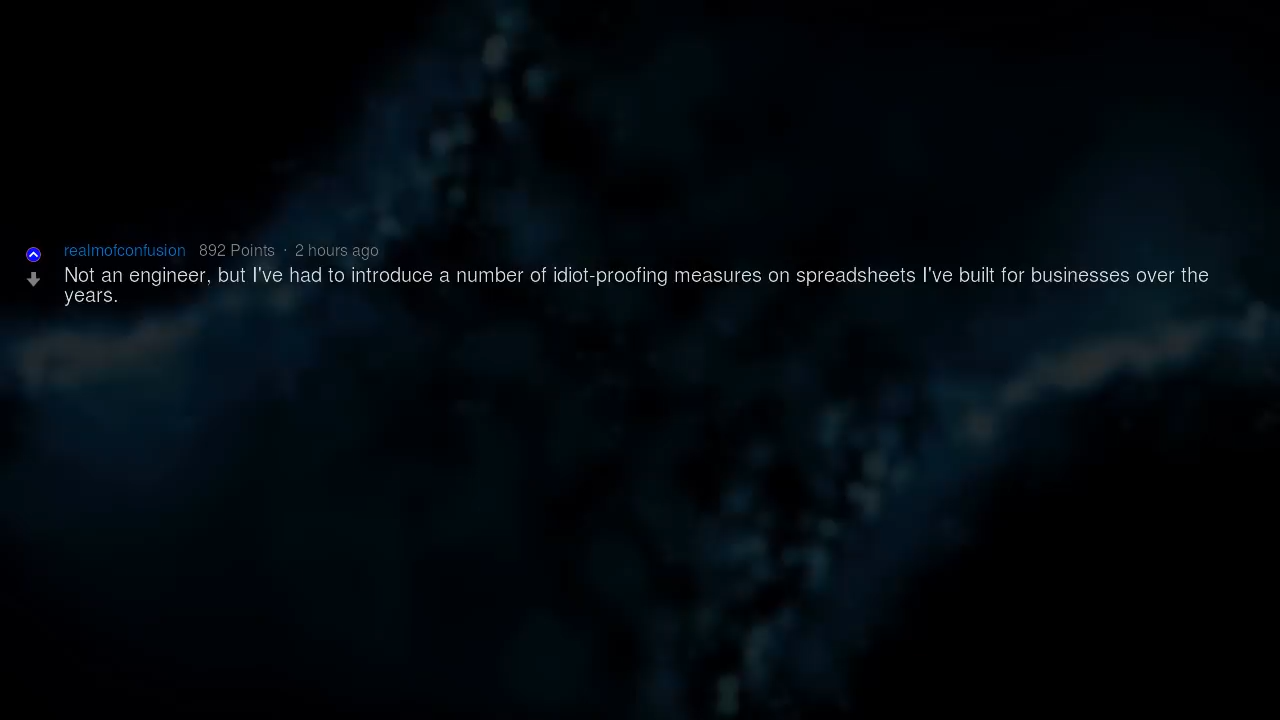 realmofconfusion 892 Points · 2 hours ago
Not an engineer, but I've had to introduce a number of idiot-proofing measures on spreadsheets I've built for businesses over the
years.